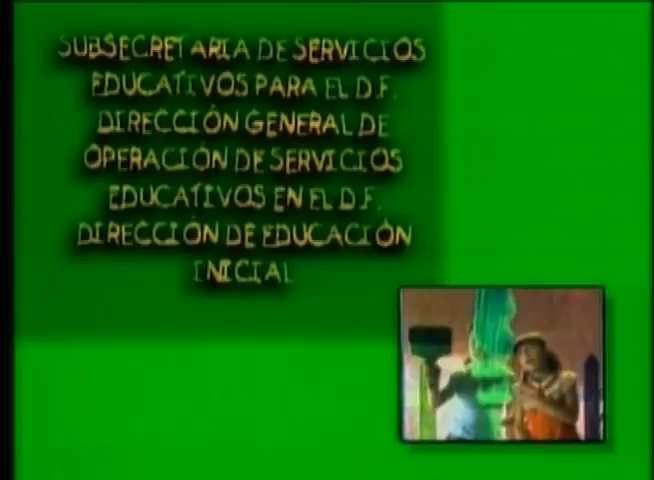 SUBSECRETARIA DE SERVICIOS
EDUCATIVOS PARA EL D.F.
DIRECCIÓN GENERAL DE
OPERACIÓN DE SERVICIOS
EDUCATIVOS EN EL D.F.
DIRECCIÓN DE EDUCACIÓN
INICIAL